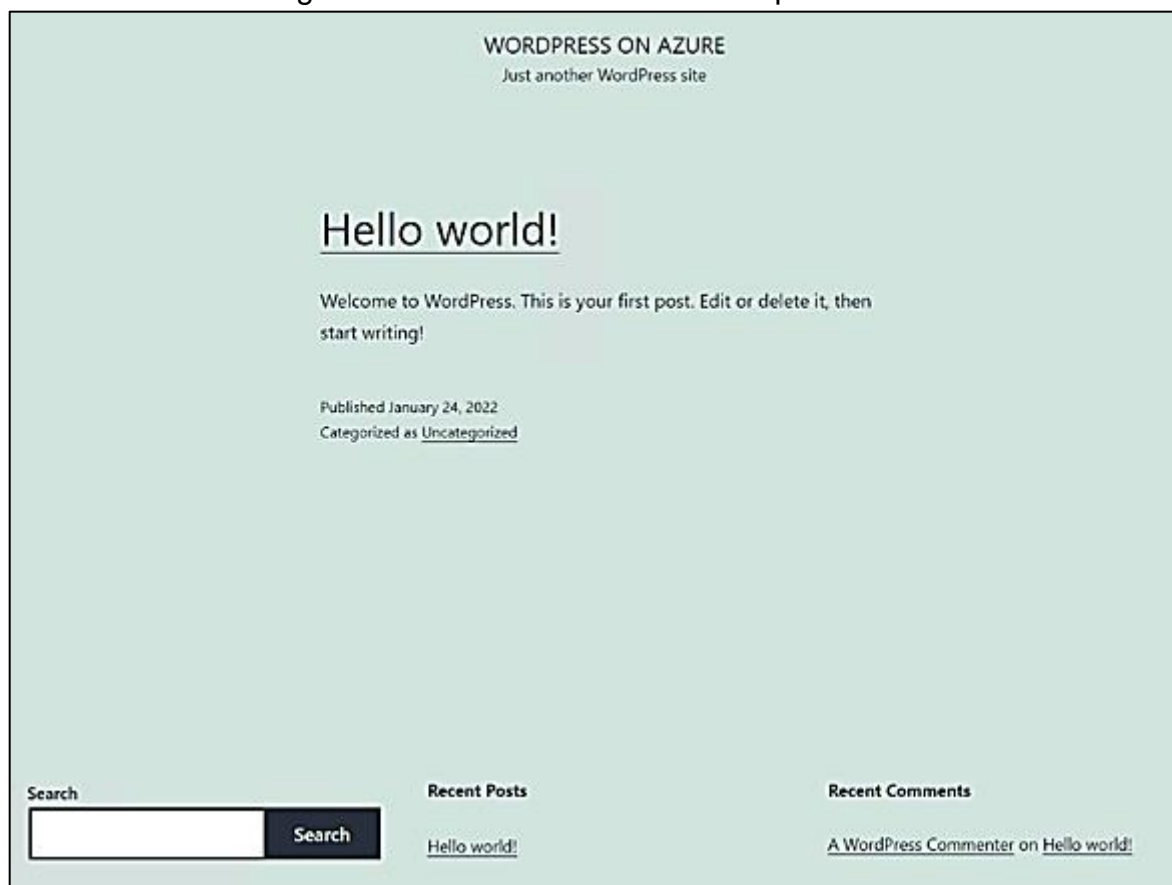 WORDPRESS ON AZURE
Just another WordPress site
Hello world!
Welcome to WordPress. This is your first post. Edit or delete it, then
start writing!
Published January 24, 2022
Categorized as Uncategorized
Search
Search
Recent Posts
Hello world!
Recent Comments
A WordPress Commenter on Hello world!